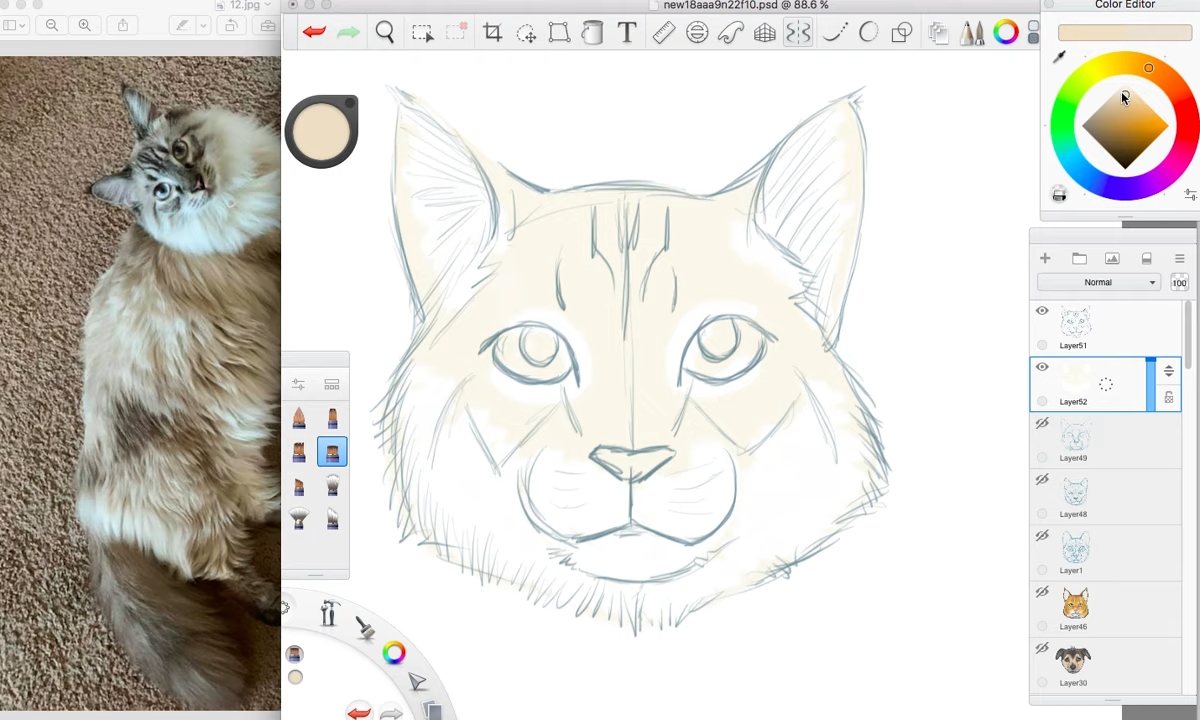 12.jpg
new18aaa9n22f10.psd @ 88.6 %
Color Editor
T
Normal
100
Layer51
Layer52
Layer49
Layer48
Layer1
Layer46
Layer30